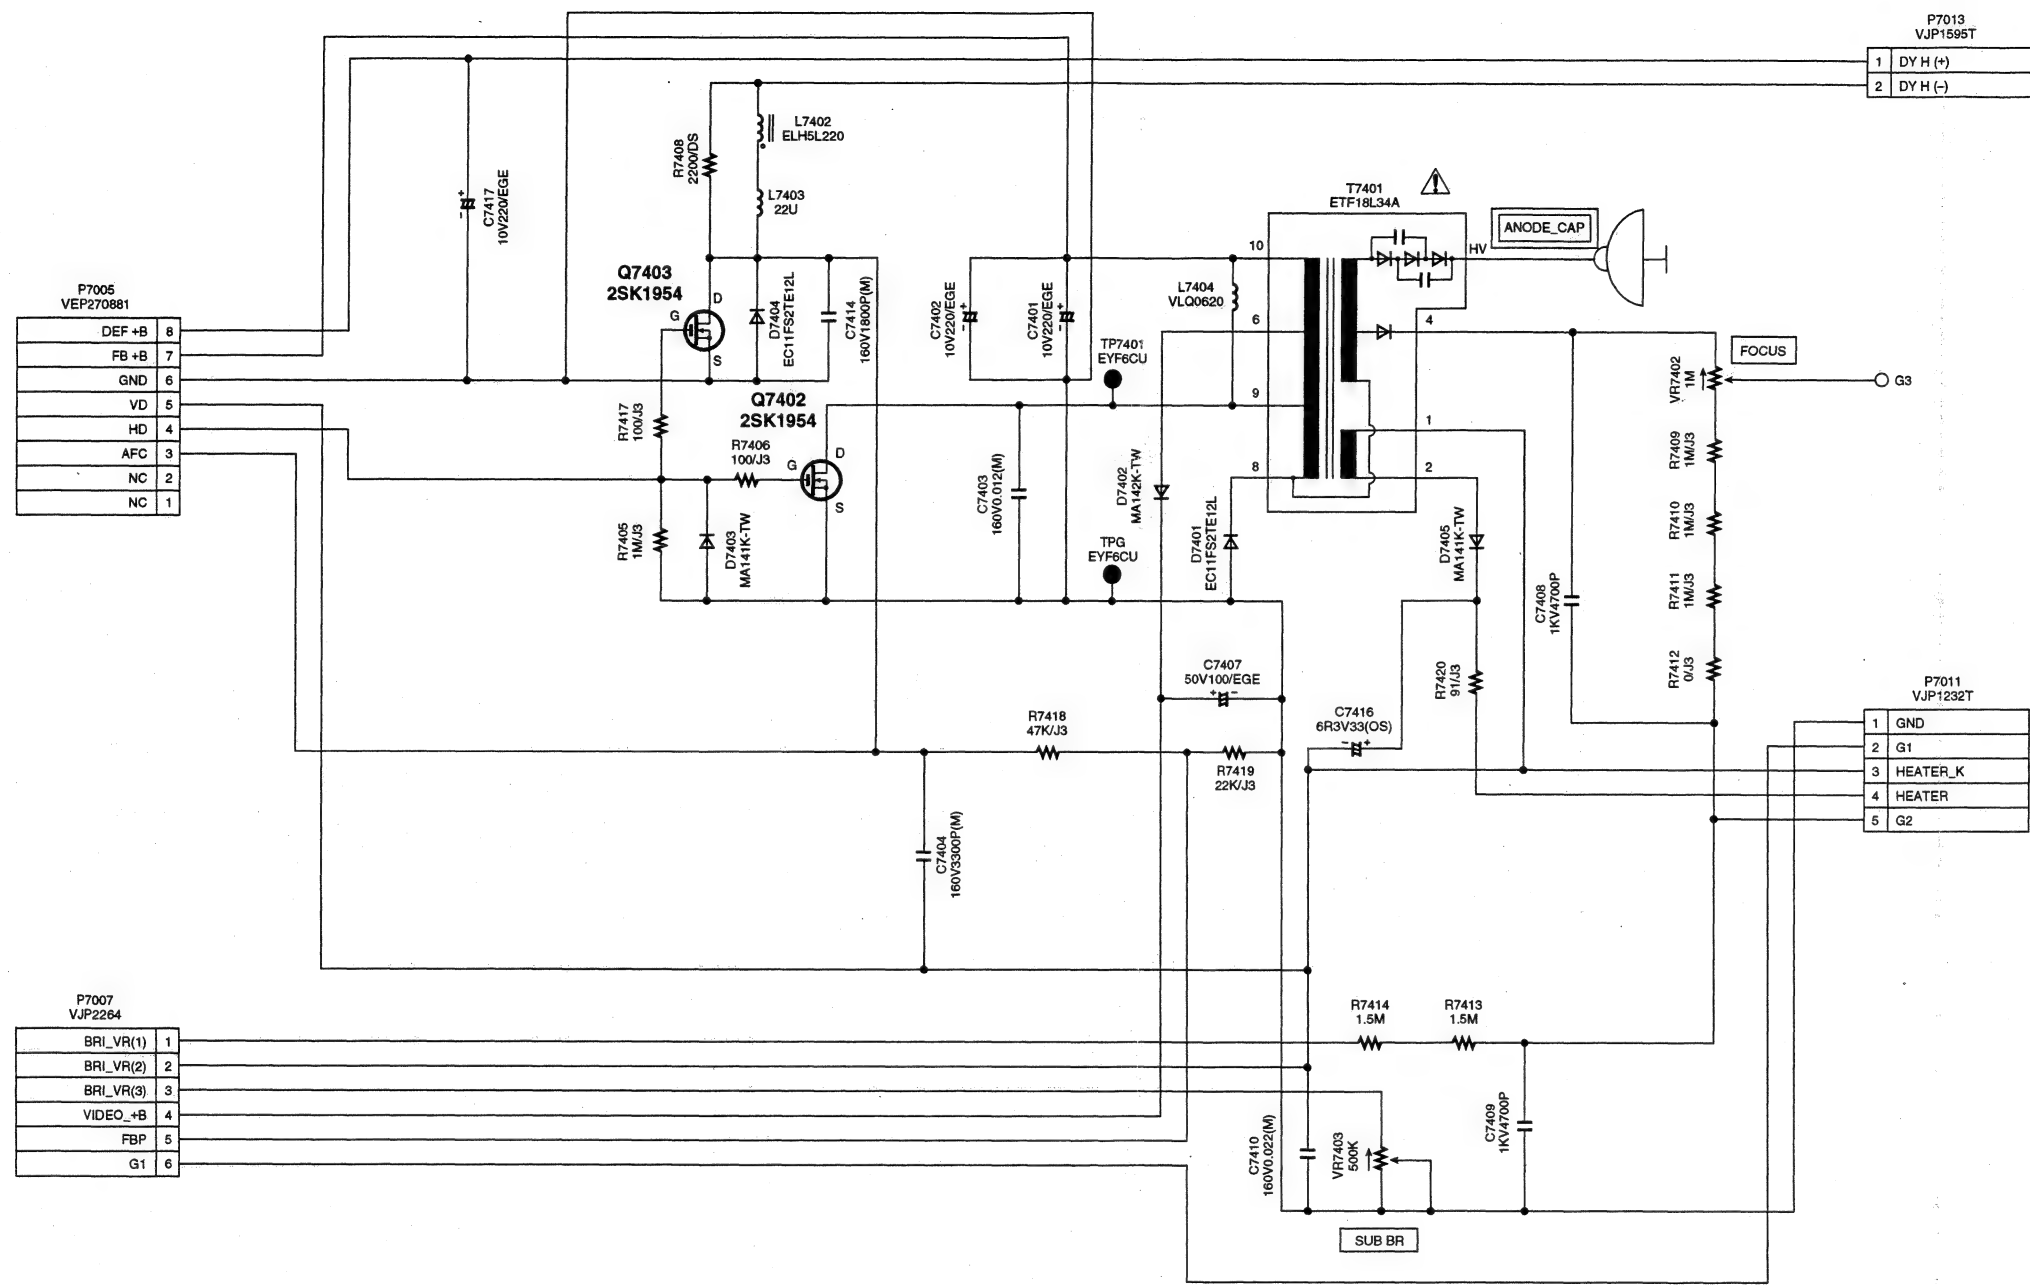 P7013
VJP1595T
1 DY H (+)
2 DY H (–)
L7402
ELH5L220
R7408
2200/DS
L7403
22U
C7417
10V220/EGE
T7401
ETF18L34A
ANODE_CAP
HV
Q7403
2SK1954
D
G
S
D7404
EC11FS2TE12L
C7414
160V1800P(M)
C7402
10V220/EGE
C7401
10V220/EGE
L7404
VLQ0620
10
6
9
8
4
1
2
P7005
VEP270881
DEF +B 8
FB +B 7
GND 6
VD 5
HD 4
AFC 3
NC 2
NC 1
TP7401
EYF6CU
FOCUS
VR7402
1M
G3
Q7402
2SK1954
D
G
S
R7417
100/J3
R7406
100/J3
R7405
1M/J3
D7403
MA141K-TW
C7403
160V0.012(M)
D7402
MA142K-TW
D7401
EC11FS2TE12L
TPG
EYF6CU
D7405
MA141K-TW
R7409
1M/J3
R7410
1M/J3
R7411
1M/J3
R7412
0/J3
C7408
1KV4700P
C7407
50V100/EGE
R7420
91/J3
C7416
6R3V33(OS)
R7418
47K/J3
R7419
22K/J3
P7011
VJP1232T
1 GND
2 G1
3 HEATER_K
4 HEATER
5 G2
C7404
160V3300P(M)
P7007
VJP2264
BRI_VR(1) 1
BRI_VR(2) 2
BRI_VR(3) 3
VIDEO_+B 4
FBP 5
G1 6
R7414
1.5M
R7413
1.5M
C7410
160V0.022(M)
VR7403
500K
C7409
1KV4700P
SUB BR